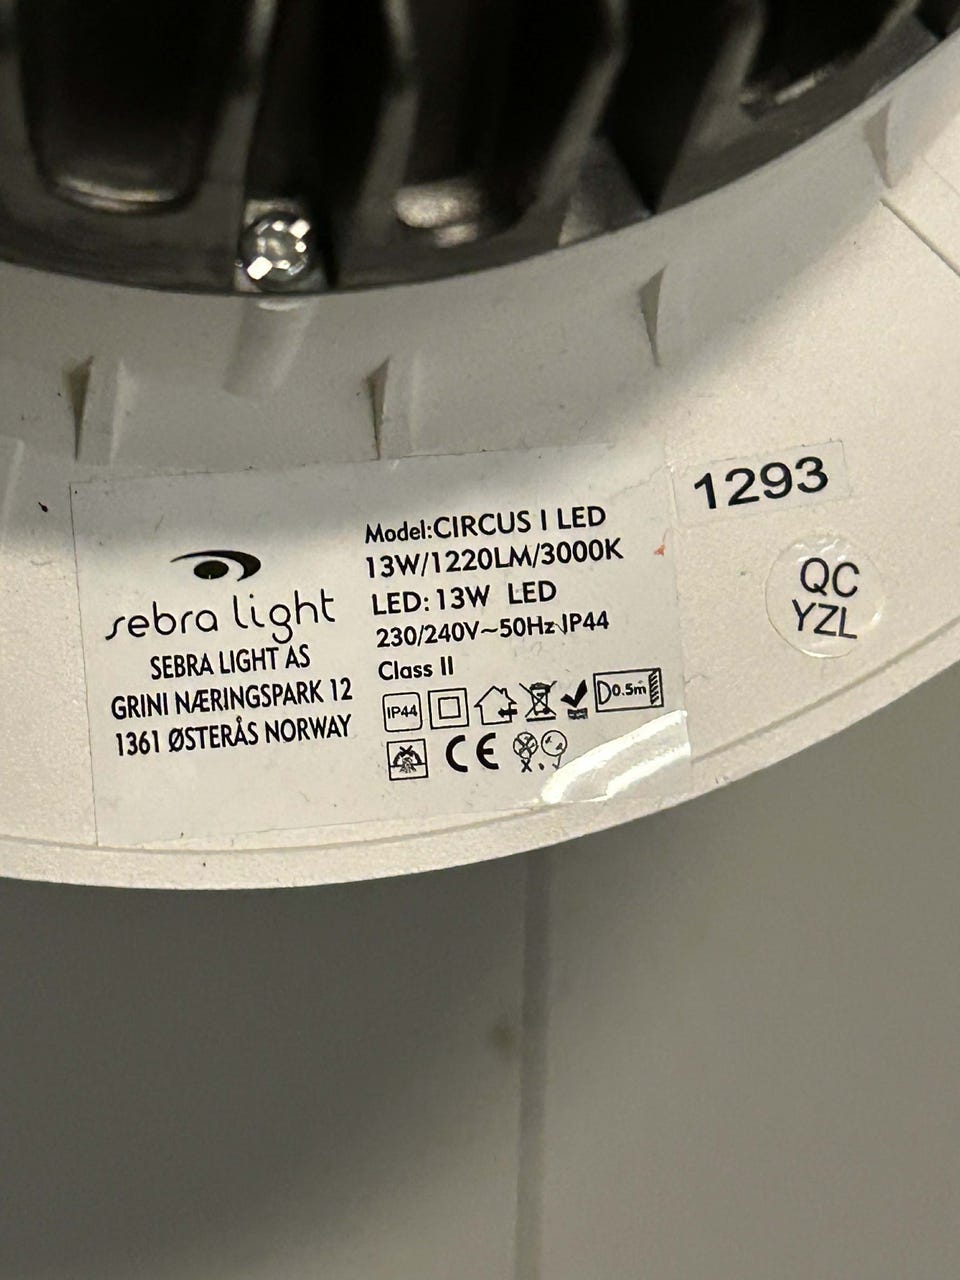 sebra light
SEBRA LIGHT AS
GRINI NÆRINGSPARK 12
1361 ØSTERÅS NORWAY
Model:CIRCUS I LED
13W/1220LM/3000K
LED: 13W LED
230/240V~50Hz IP44
Class II
IP44
0.5m
CE
1293
QC
YZL